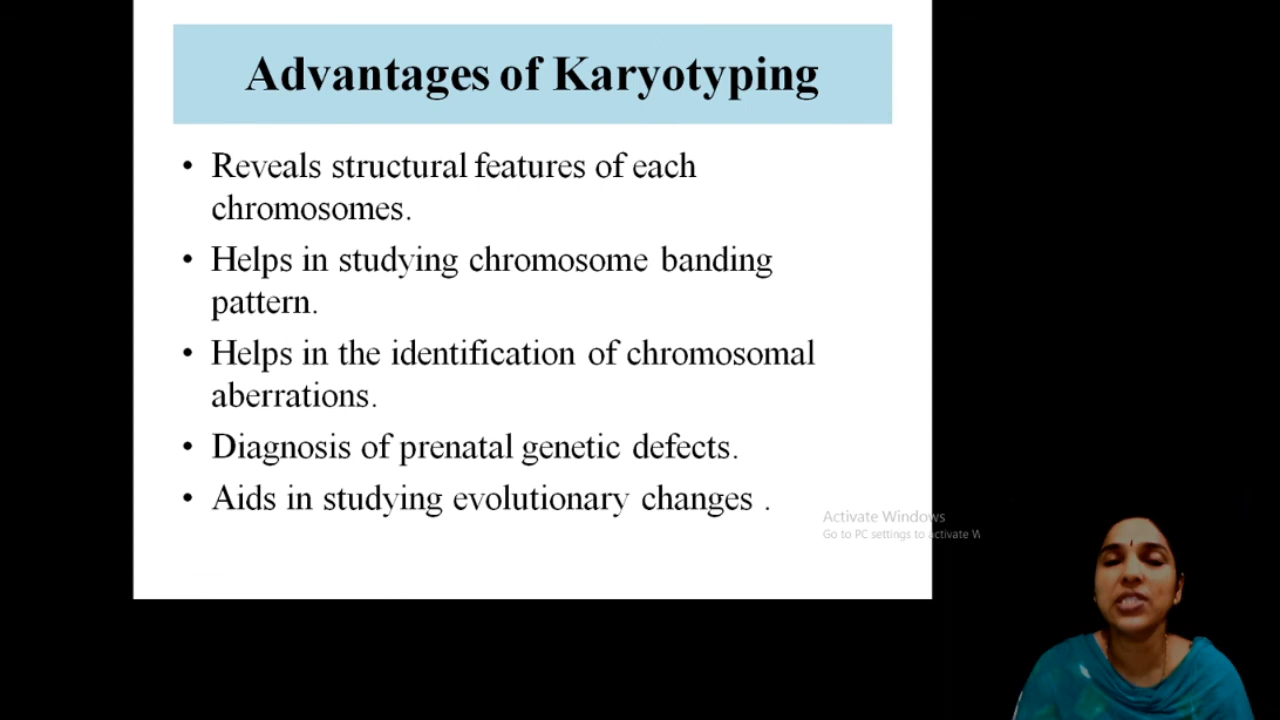 Advantages of Karyotyping
• Reveals structural features of each
chromosomes.
• Helps in studying chromosome banding
pattern.
• Helps in the identification of chromosomal
aberrations.
• Diagnosis of prenatal genetic defects.
• Aids in studying evolutionary changes .
Activate Windows
Go to PC settings to activate W